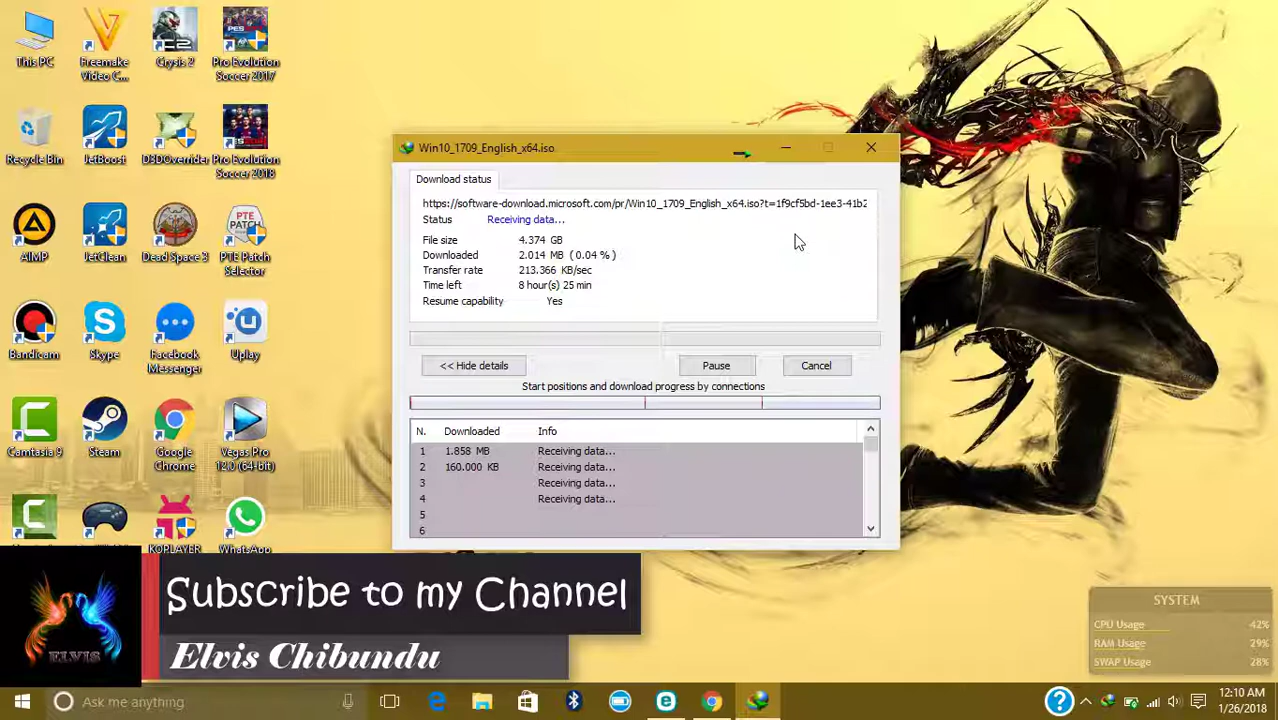 This PC
Freemake
Video C...
Crysis 2
Pro Evolution
Soccer 2017
Recycle Bin
JetBoost
D3DOverrider
Pro Evolution
Soccer 2018
AIMP
JetClean
Dead Space 3
PTE
PATCH
PTE Patch
Selector
Bandicam
Skype
Facebook
Messenger
Uplay
Camtasia 9
Steam
Google
Chrome
Vegas Pro
12.0 (64-bit)
KOPLAYER
WhatsApp
Win10_1709_English_x64.iso
Download status
https://software-download.microsoft.com/pr/Win10_1709_English_x64.iso?t=1f9cf5bd-1ee3-41b2
Status Receiving data...
File size 4.374 GB
Downloaded 2.014 MB ( 0.04 % )
Transfer rate 213.366 KB/sec
Time left 8 hour(s) 25 min
Resume capability Yes
<< Hide details Pause Cancel
Start positions and download progress by connections
N. Downloaded Info
1 1.858 MB Receiving data...
2 160.000 KB Receiving data...
3 Receiving data...
4 Receiving data...
5
6
Subscribe to my Channel
Elvis Chibundu
ELVIS
SYSTEM
CPU Usage 42%
RAM Usage 29%
SWAP Usage 28%
Ask me anything
12:10 AM
1/26/2018